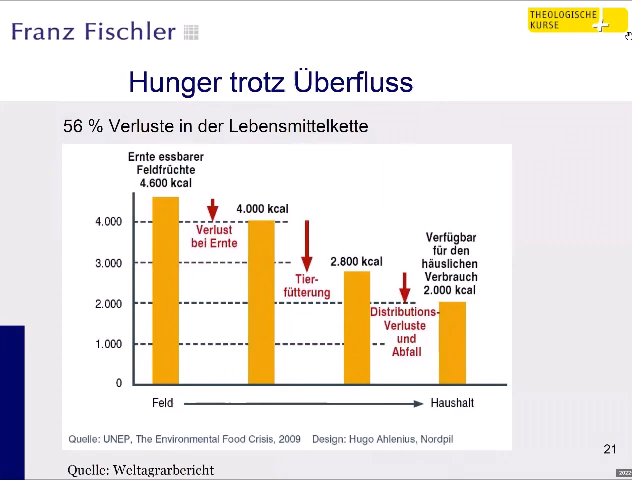 Franz Fischler
THEOLOGISCHE
KURSE
Hunger trotz Überfluss
56 % Verluste in der Lebensmittelkette
Ernte essbarer
Feldfrüchte
4.600 kcal
4.000
3.000
2.000
1.000
0
Verlust
bei Ernte
4.000 kcal
Tier-
fütterung
2.800 kcal
Distributions-
Verluste
und
Abfall
Verfügbar
für den
häuslichen
Verbrauch
2.000 kcal
Feld
Haushalt
Quelle: UNEP, The Environmental Food Crisis, 2009 Design: Hugo Ahlenius, Nordpil
Quelle: Weltagrarbericht
21
2022